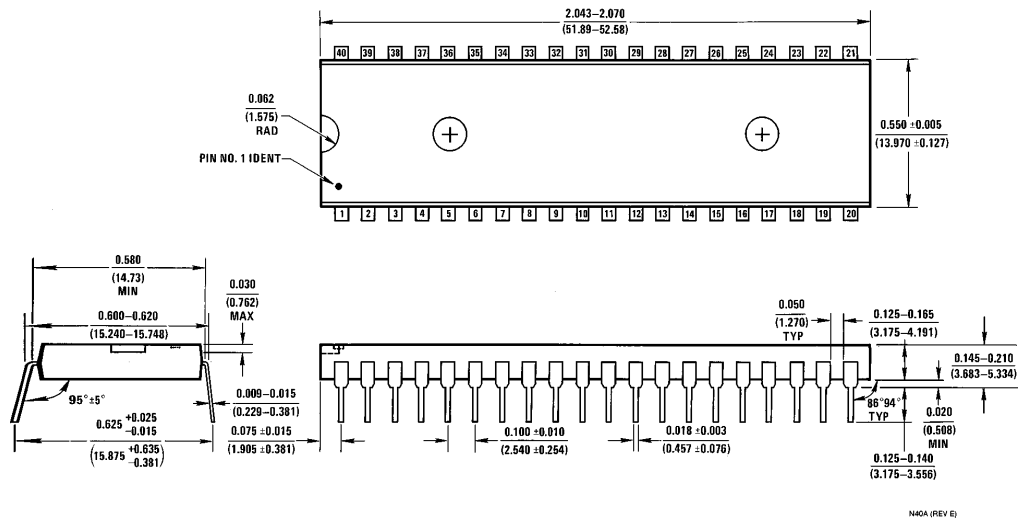 2.043–2.070
(51.89–52.58)
40 39 38 37 36 35 34 33 32 31 30 29 28 27 26 25 24 23 22 21
0.062
(1.575)
RAD
0.550 ±0.005
(13.970 ±0.127)
PIN NO. 1 IDENT
1 2 3 4 5 6 7 8 9 10 11 12 13 14 15 16 17 18 19 20
0.580
(14.73)
MIN
0.030
(0.762)
MAX
0.600–0.620
(15.240–15.748)
95°±5°
0.009–0.015
(0.229–0.381)
0.625 +0.025 -0.015
(15.875 +0.635 -0.381)
0.075 ±0.015
(1.905 ±0.381)
0.100 ±0.010
(2.540 ±0.254)
0.018 ±0.003
(0.457 ±0.076)
0.050
(1.270)
TYP
0.125–0.165
(3.175–4.191)
0.145–0.210
(3.683–5.334)
86°94°
TYP
0.020
(0.508)
MIN
0.125–0.140
(3.175–3.556)
N40A (REV E)